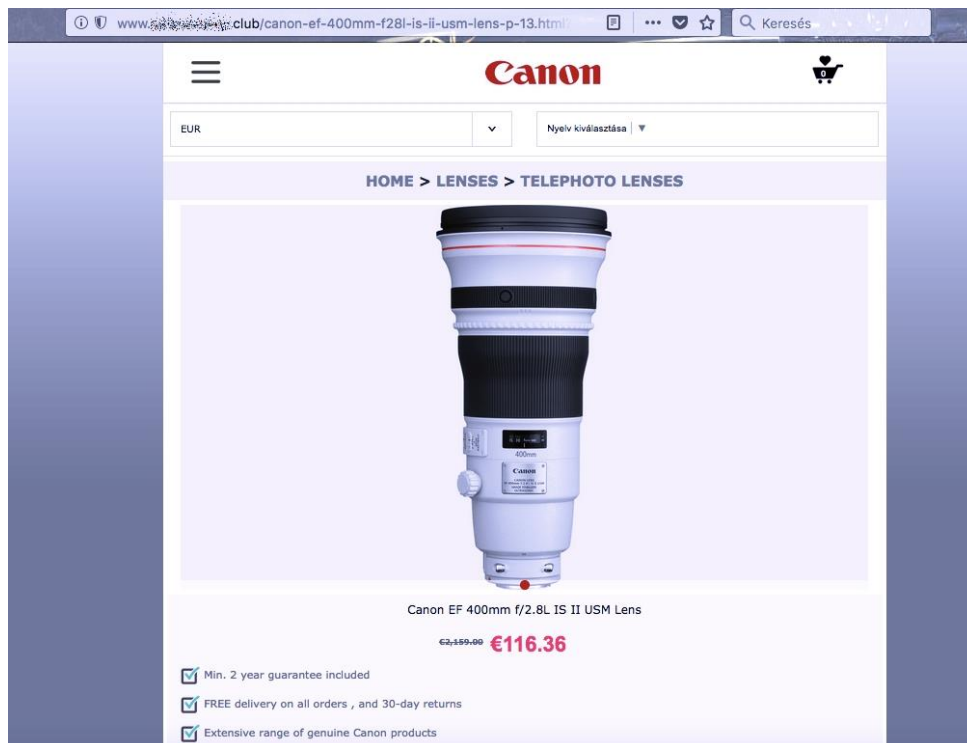 www. .club/canon-ef-400mm-f28l-is-ii-usm-lens-p-13.html
Keresés
Canon
0
EUR
Nyelv kiválasztása
HOME > LENSES > TELEPHOTO LENSES
400mm
Canon
Canon EF 400mm f/2.8L IS II USM Lens
€2,159.00 €116.36
Min. 2 year guarantee included
FREE delivery on all orders , and 30-day returns
Extensive range of genuine Canon products